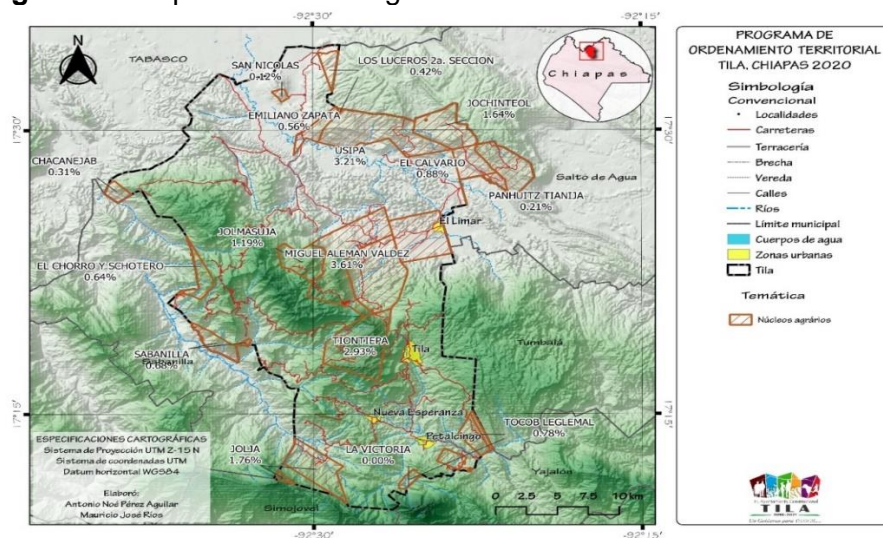 -92°30'
-92°15'
N
TABASCO
SAN NICOLAS
0.12%
LOS LUCEROS 2a. SECCION
0.42%
Chiapas
JOCHINTEOL
1.64%
17°30'
EMILIANO ZAPATA
0.56%
17°30'
USIPA
3.21%
EL CALVARIO
0.88%
CHACANEJAB
0.31%
Salto de Agua
PANHUITZ TIANIJA
0.21%
El Limar
JOLMASUJA
1.19%
MIGUEL ALEMAN VALDEZ
3.61%
EL CHORRO Y SCHOTERO
0.64%
TIONTIEPA
2.93%
Tila
Tumbalá
SABANILLA
Sabanilla
0.68%
17°15'
17°15'
Nueva Esperanza
TOCOB LEGLEMAL
0.78%
Petalcingo
ESPECIFICACIONES CARTOGRÁFICAS
Sistema de Proyección UTM Z-15 N
Sistema de coordenadas UTM
Datum horizontal WGS84
JOLJA
1.76%
LA VICTORIA
0.00%
Yajalón
Elaboró:
Antonio Noé Pérez Aguilar
Mauricio José Ríos
Simojovel
0 2.5 5 7.5 10 km
-92°30'
-92°15'
PROGRAMA DE
ORDENAMIENTO TERRITORIAL
TILA, CHIAPAS 2020
Simbología
Convencional
Localidades
Carreteras
Terracería
Brecha
Vereda
Calles
Ríos
Límite municipal
Cuerpos de agua
Zonas urbanas
Tila
Temática
Núcleos agrários
TILA